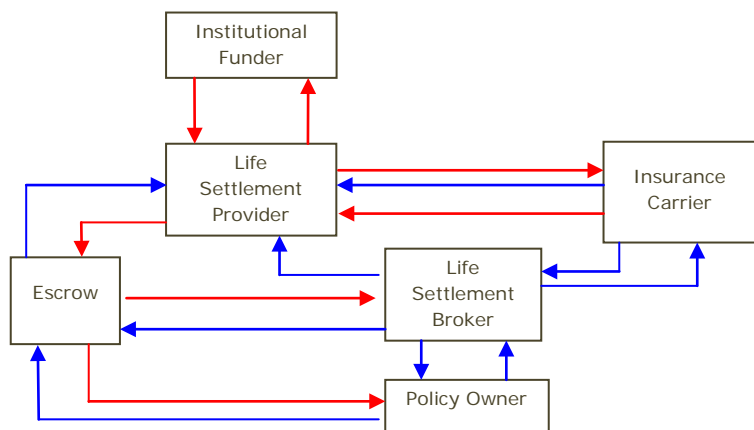 Institutional
Funder
Life
Settlement
Provider
Insurance
Carrier
Escrow
Life
Settlement
Broker
Policy Owner